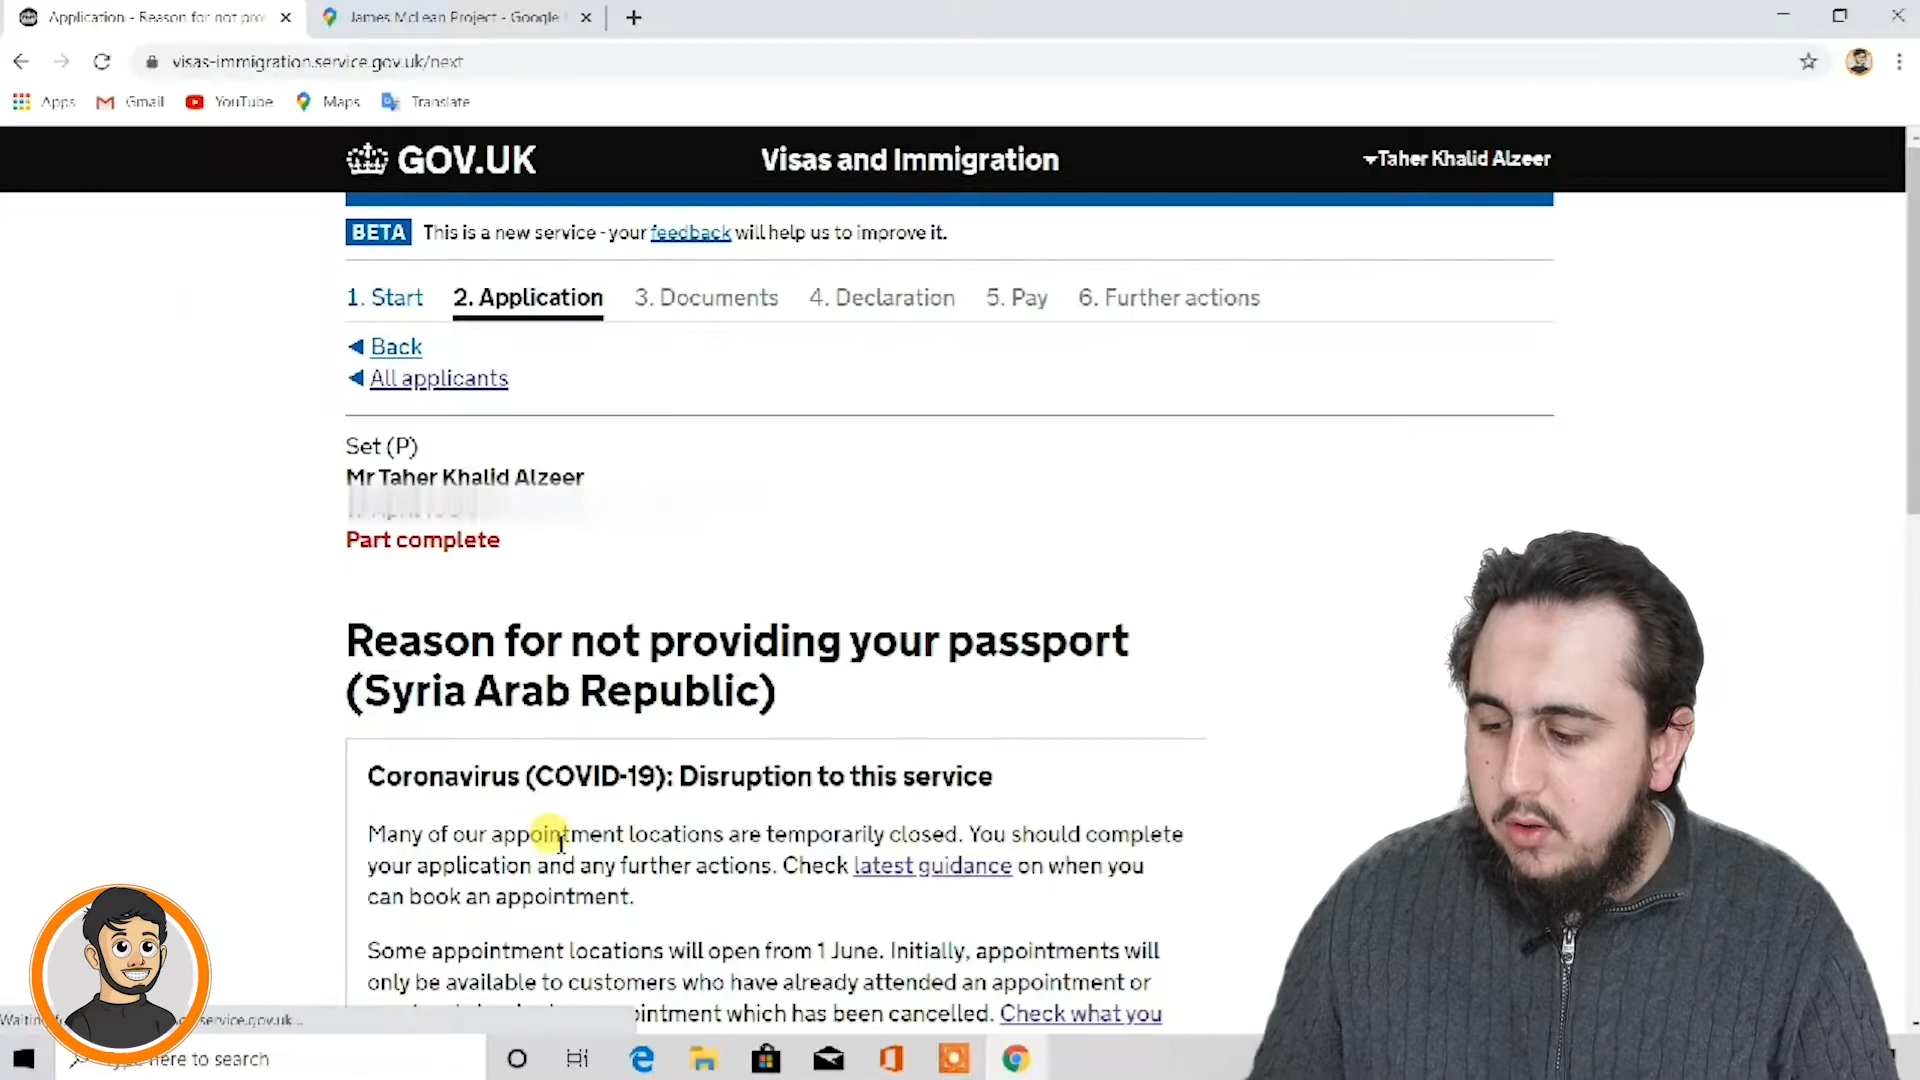 Application - Reason for not pro
James McLean Project - Google
visas-immigration.service.gov.uk/next
Apps
Gmail
YouTube
Maps
Translate
GOV.UK
Visas and Immigration
Taher Khalid Alzeer
BETA This is a new service - your feedback will help us to improve it.
1. Start 2. Application 3. Documents 4. Declaration 5. Pay 6. Further actions
Back
All applicants
Set (P)
Mr Taher Khalid Alzeer
Part complete
Reason for not providing your passport
(Syria Arab Republic)
Coronavirus (COVID-19): Disruption to this service
Many of our appointment locations are temporarily closed. You should complete
your application and any further actions. Check latest guidance on when you
can book an appointment.
Some appointment locations will open from 1 June. Initially, appointments will
only be available to customers who have already attended an appointment or
which has been cancelled. Check what you
Waiting
service.gov.uk...
here to search